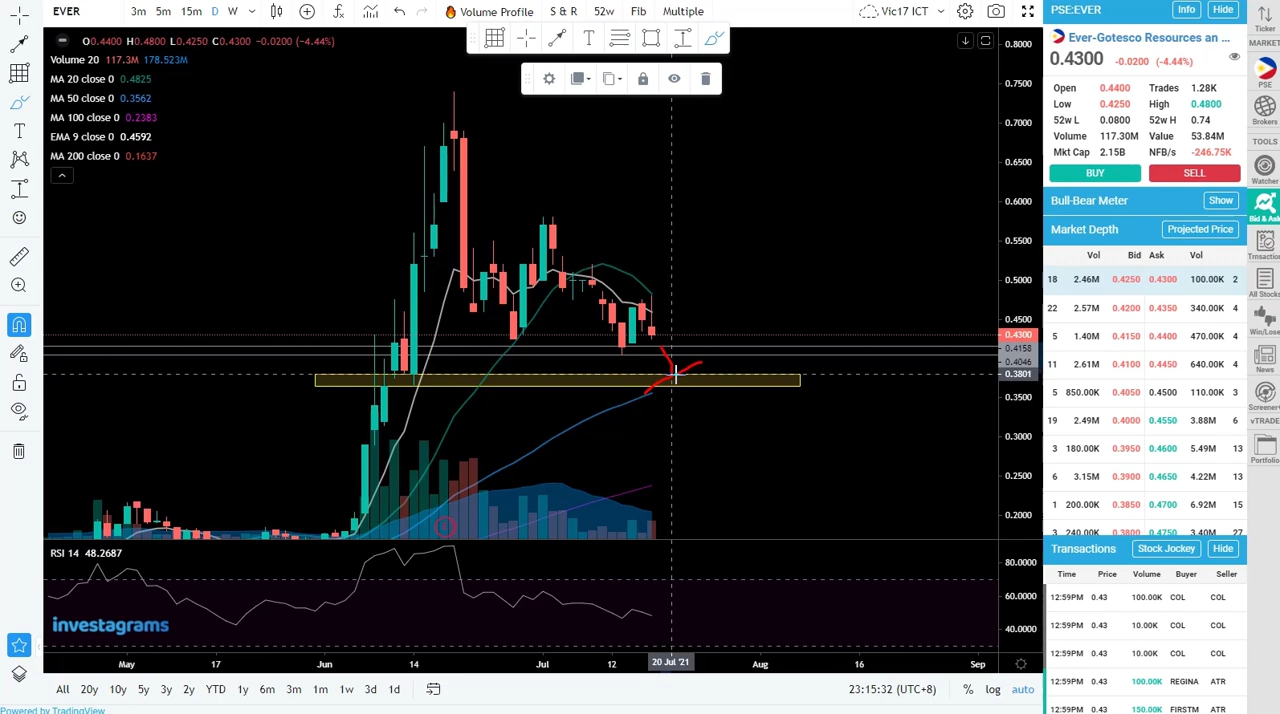 EVER
3m 5m 15m D W
Volume Profile S & R 52w Fib Multiple
Vic17 ICT
O0.4400 H0.4800 L0.4250 C0.4300 -0.0200 (-4.44%)
Volume 20 117.3M 178.523M
MA 20 close 0 0.4825
MA 50 close 0 0.3562
MA 100 close 0 0.2383
EMA 9 close 0 0.4592
MA 200 close 0 0.1637
0.8000
0.7500
0.7000
0.6500
0.6000
0.5500
0.5000
0.4500
0.4300
0.4158
0.4046
0.3801
0.3500
0.3000
0.2500
0.2000
RSI 14 48.2687
80.0000
60.0000
40.0000
investagrams
May 17 Jun 14 Jul 12 20 Jul '21 Aug 16 Sep
All 20y 10y 5y 3y 2y YTD 1y 6m 3m 1m 1w 3d 1d
23:15:32 (UTC+8) % log auto
Powered by TradingView
PSE:EVER Info Hide
Ever-Gotesco Resources an ...
0.4300 -0.0200 (-4.44%)
Open 0.4400 Trades 1.28K
Low 0.4250 High 0.4800
52w L 0.0800 52w H 0.74
Volume 117.30M Value 53.84M
Mkt Cap 2.15B NFB/s -246.75K
BUY SELL
Bull-Bear Meter Show
Market Depth Projected Price
Vol Bid Ask Vol
18 2.46M 0.4250 0.4300 100.00K 2
22 2.57M 0.4200 0.4350 340.00K 4
5 1.40M 0.4150 0.4400 470.00K 4
11 2.61M 0.4100 0.4450 640.00K 4
5 850.00K 0.4050 0.4500 110.00K 3
19 2.49M 0.4000 0.4550 3.88M 6
3 180.00K 0.3950 0.4600 5.49M 13
6 3.15M 0.3900 0.4650 4.22M 13
1 200.00K 0.3850 0.4700 6.92M 15
3 240.00K 0.3800 0.4750 3.40M 27
Transactions Stock Jockey Hide
Time Price Volume Buyer Seller
12:59PM 0.43 100.00K COL COL
12:59PM 0.43 10.00K COL COL
12:59PM 0.43 10.00K COL COL
12:59PM 0.43 100.00K REGINA ATR
12:59PM 0.43 150.00K FIRSTM ATR
Ticker
MARKET
PSE
Brokers
TOOLS
Watcher
Bid & Ask
Trnsaction
All Stocks
Win/Lose
News
Screener
vTRADE
Portfolio